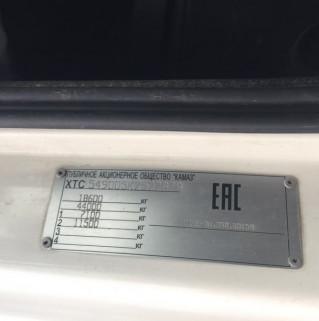 ПУБЛИЧНОЕ АКЦИОНЕРНОЕ ОБЩЕСТВО "КАМАЗ"
XTC
EAC
18600 кг
44000 кг
1 7100 кг
2 11500 кг
3 кг
4 кг